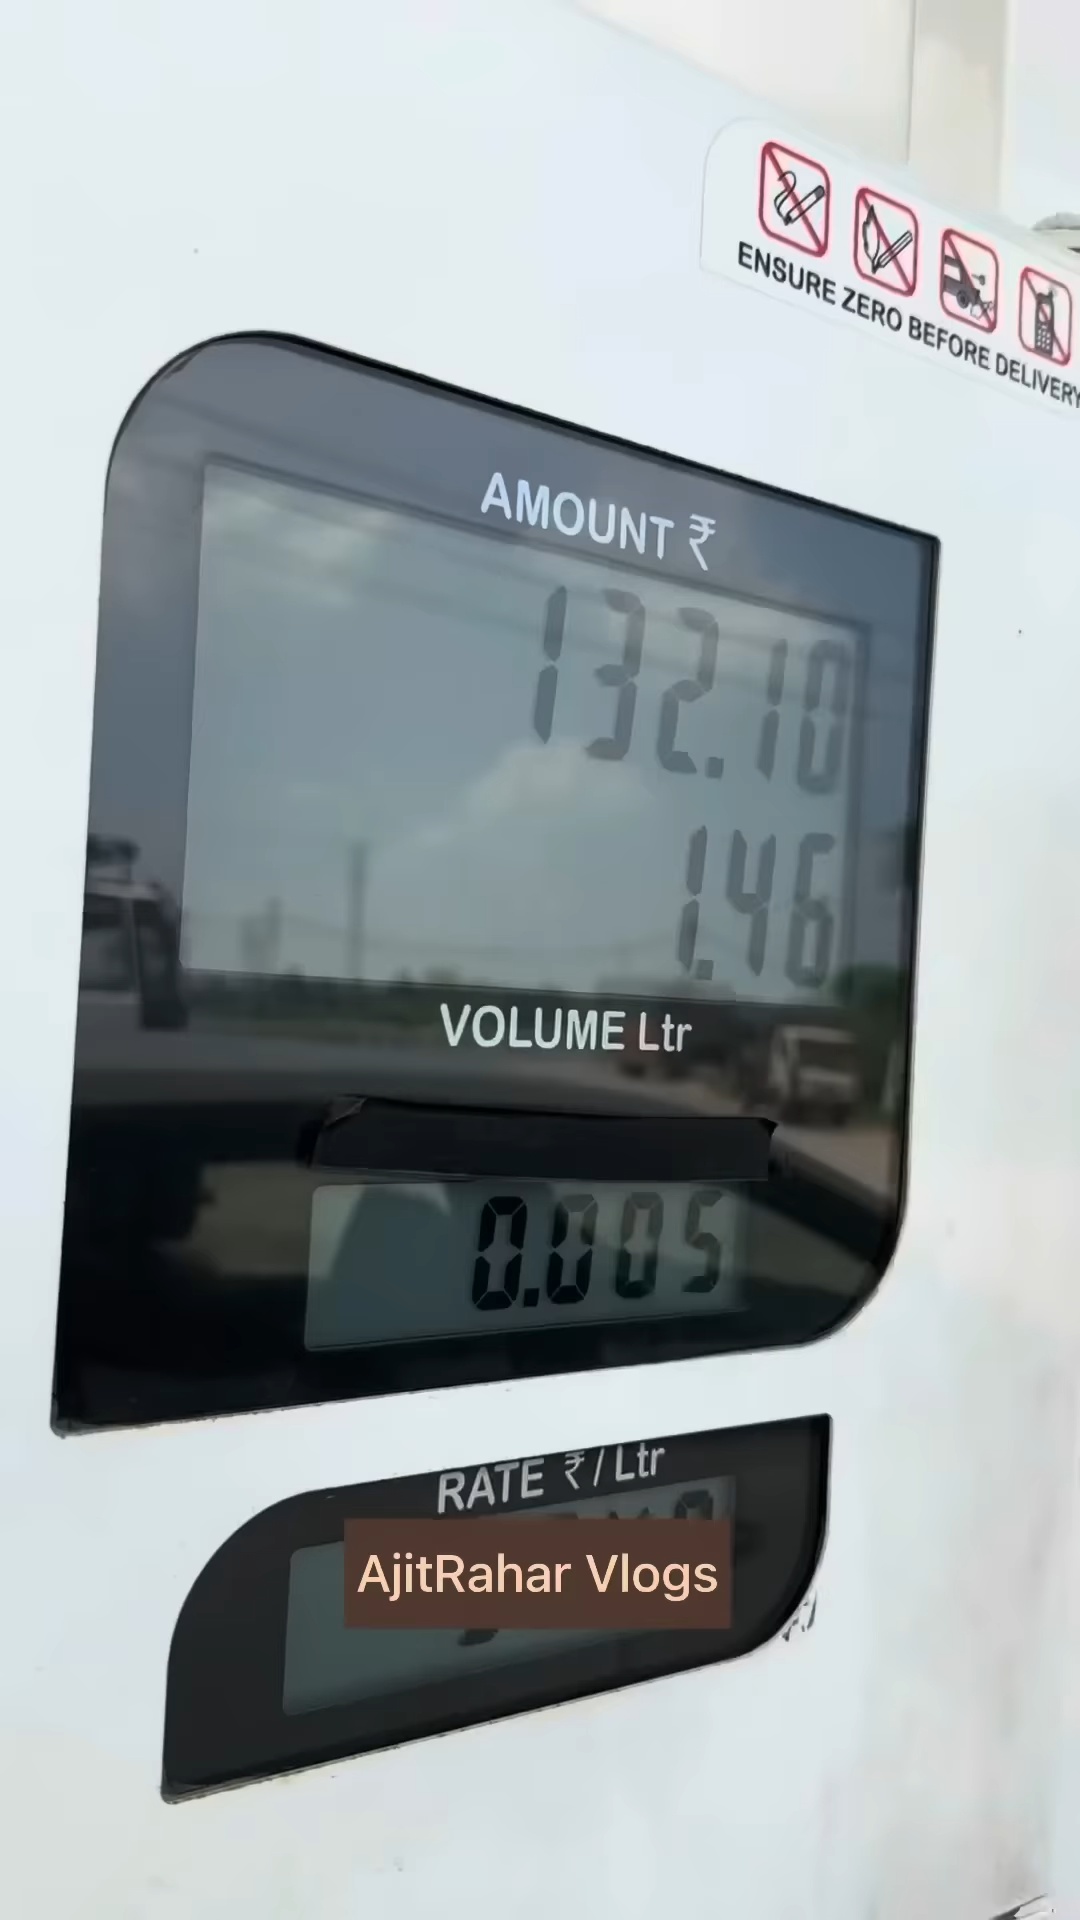 ENSURE ZERO BEFORE DELIVERY
AMOUNT ₹
132.10
1.46
VOLUME Ltr
0.005
RATE ₹/Ltr
AjitRahar Vlogs